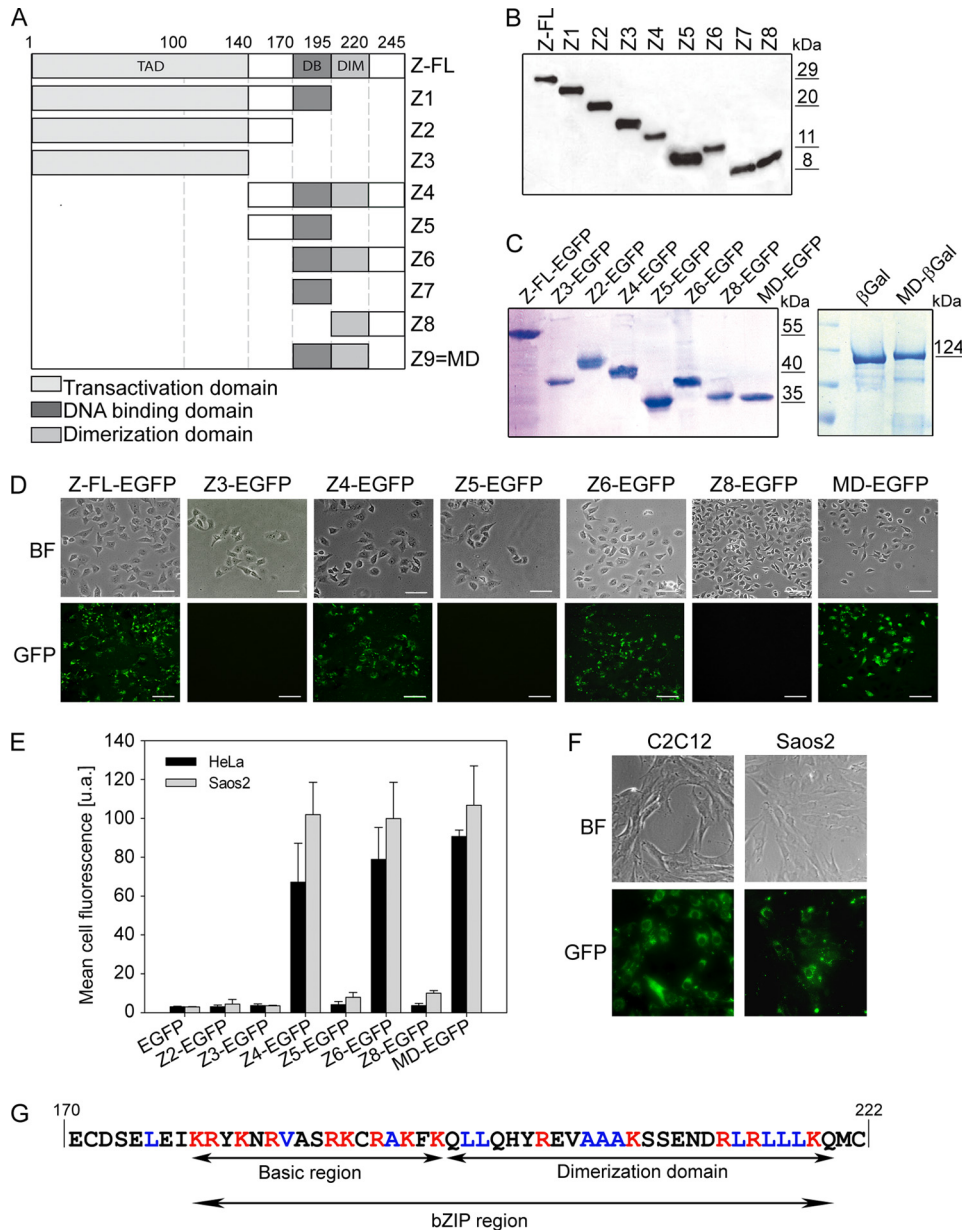 A
1 100 140 170 195 220 245
TAD DB DIM Z-FL
Z1
Z2
Z3
Z4
Z5
Z6
Z7
Z8
Z9=MD
Transactivation domain
DNA binding domain
Dimerization domain
B
Z-FL Z1 Z2 Z3 Z4 Z5 Z6 Z7 Z8
kDa
29
20
11
8
C
Z-FL-EGFP Z3-EGFP Z2-EGFP Z4-EGFP Z5-EGFP Z6-EGFP Z8-EGFP MD-EGFP
kDa
55
40
35
βGal MD-βGal
kDa
124
D
Z-FL-EGFP Z3-EGFP Z4-EGFP Z5-EGFP Z6-EGFP Z8-EGFP MD-EGFP
BF
GFP
E
Mean cell fluorescence [u.a.]
140
120
100
80
60
40
20
0
HeLa
Saos2
EGFP Z2-EGFP Z3-EGFP Z4-EGFP Z5-EGFP Z6-EGFP Z8-EGFP MD-EGFP
F
C2C12 Saos2
BF
GFP
G
170 222
ECDSELEIKRYKNRVASRKCRAKFKQLLQHYREVAAAKSSENDRLRLLLKQMC
Basic region Dimerization domain
bZIP region